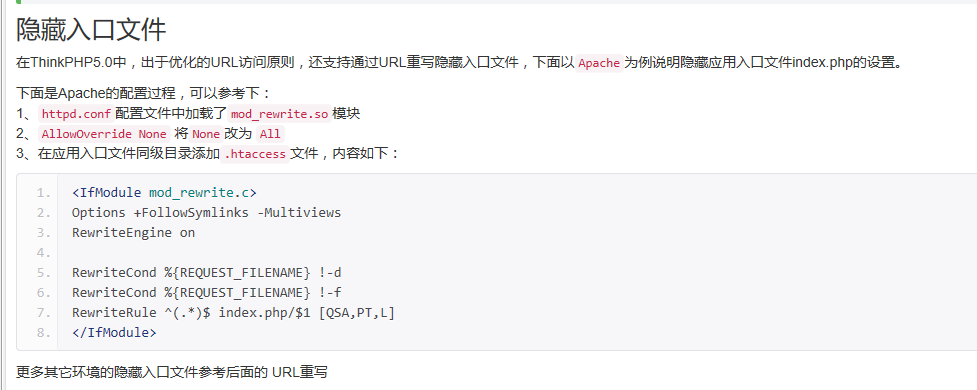 隐藏入口文件
在ThinkPHP5.0中，出于优化的URL访问原则，还支持通过URL重写隐藏入口文件，下面以 Apache 为例说明隐藏应用入口文件index.php的设置。
下面是Apache的配置过程，可以参考下：
1、 httpd.conf 配置文件中加载了 mod_rewrite.so 模块
2、 AllowOverride None 将 None 改为 All
3、在应用入口文件同级目录添加 .htaccess 文件，内容如下：
1. <IfModule mod_rewrite.c>
2. Options +FollowSymlinks -Multiviews
3. RewriteEngine on
4.
5. RewriteCond %{REQUEST_FILENAME} !-d
6. RewriteCond %{REQUEST_FILENAME} !-f
7. RewriteRule ^(.*)$ index.php/$1 [QSA,PT,L]
8. </IfModule>
更多其它环境的隐藏入口文件参考后面的 URL重写